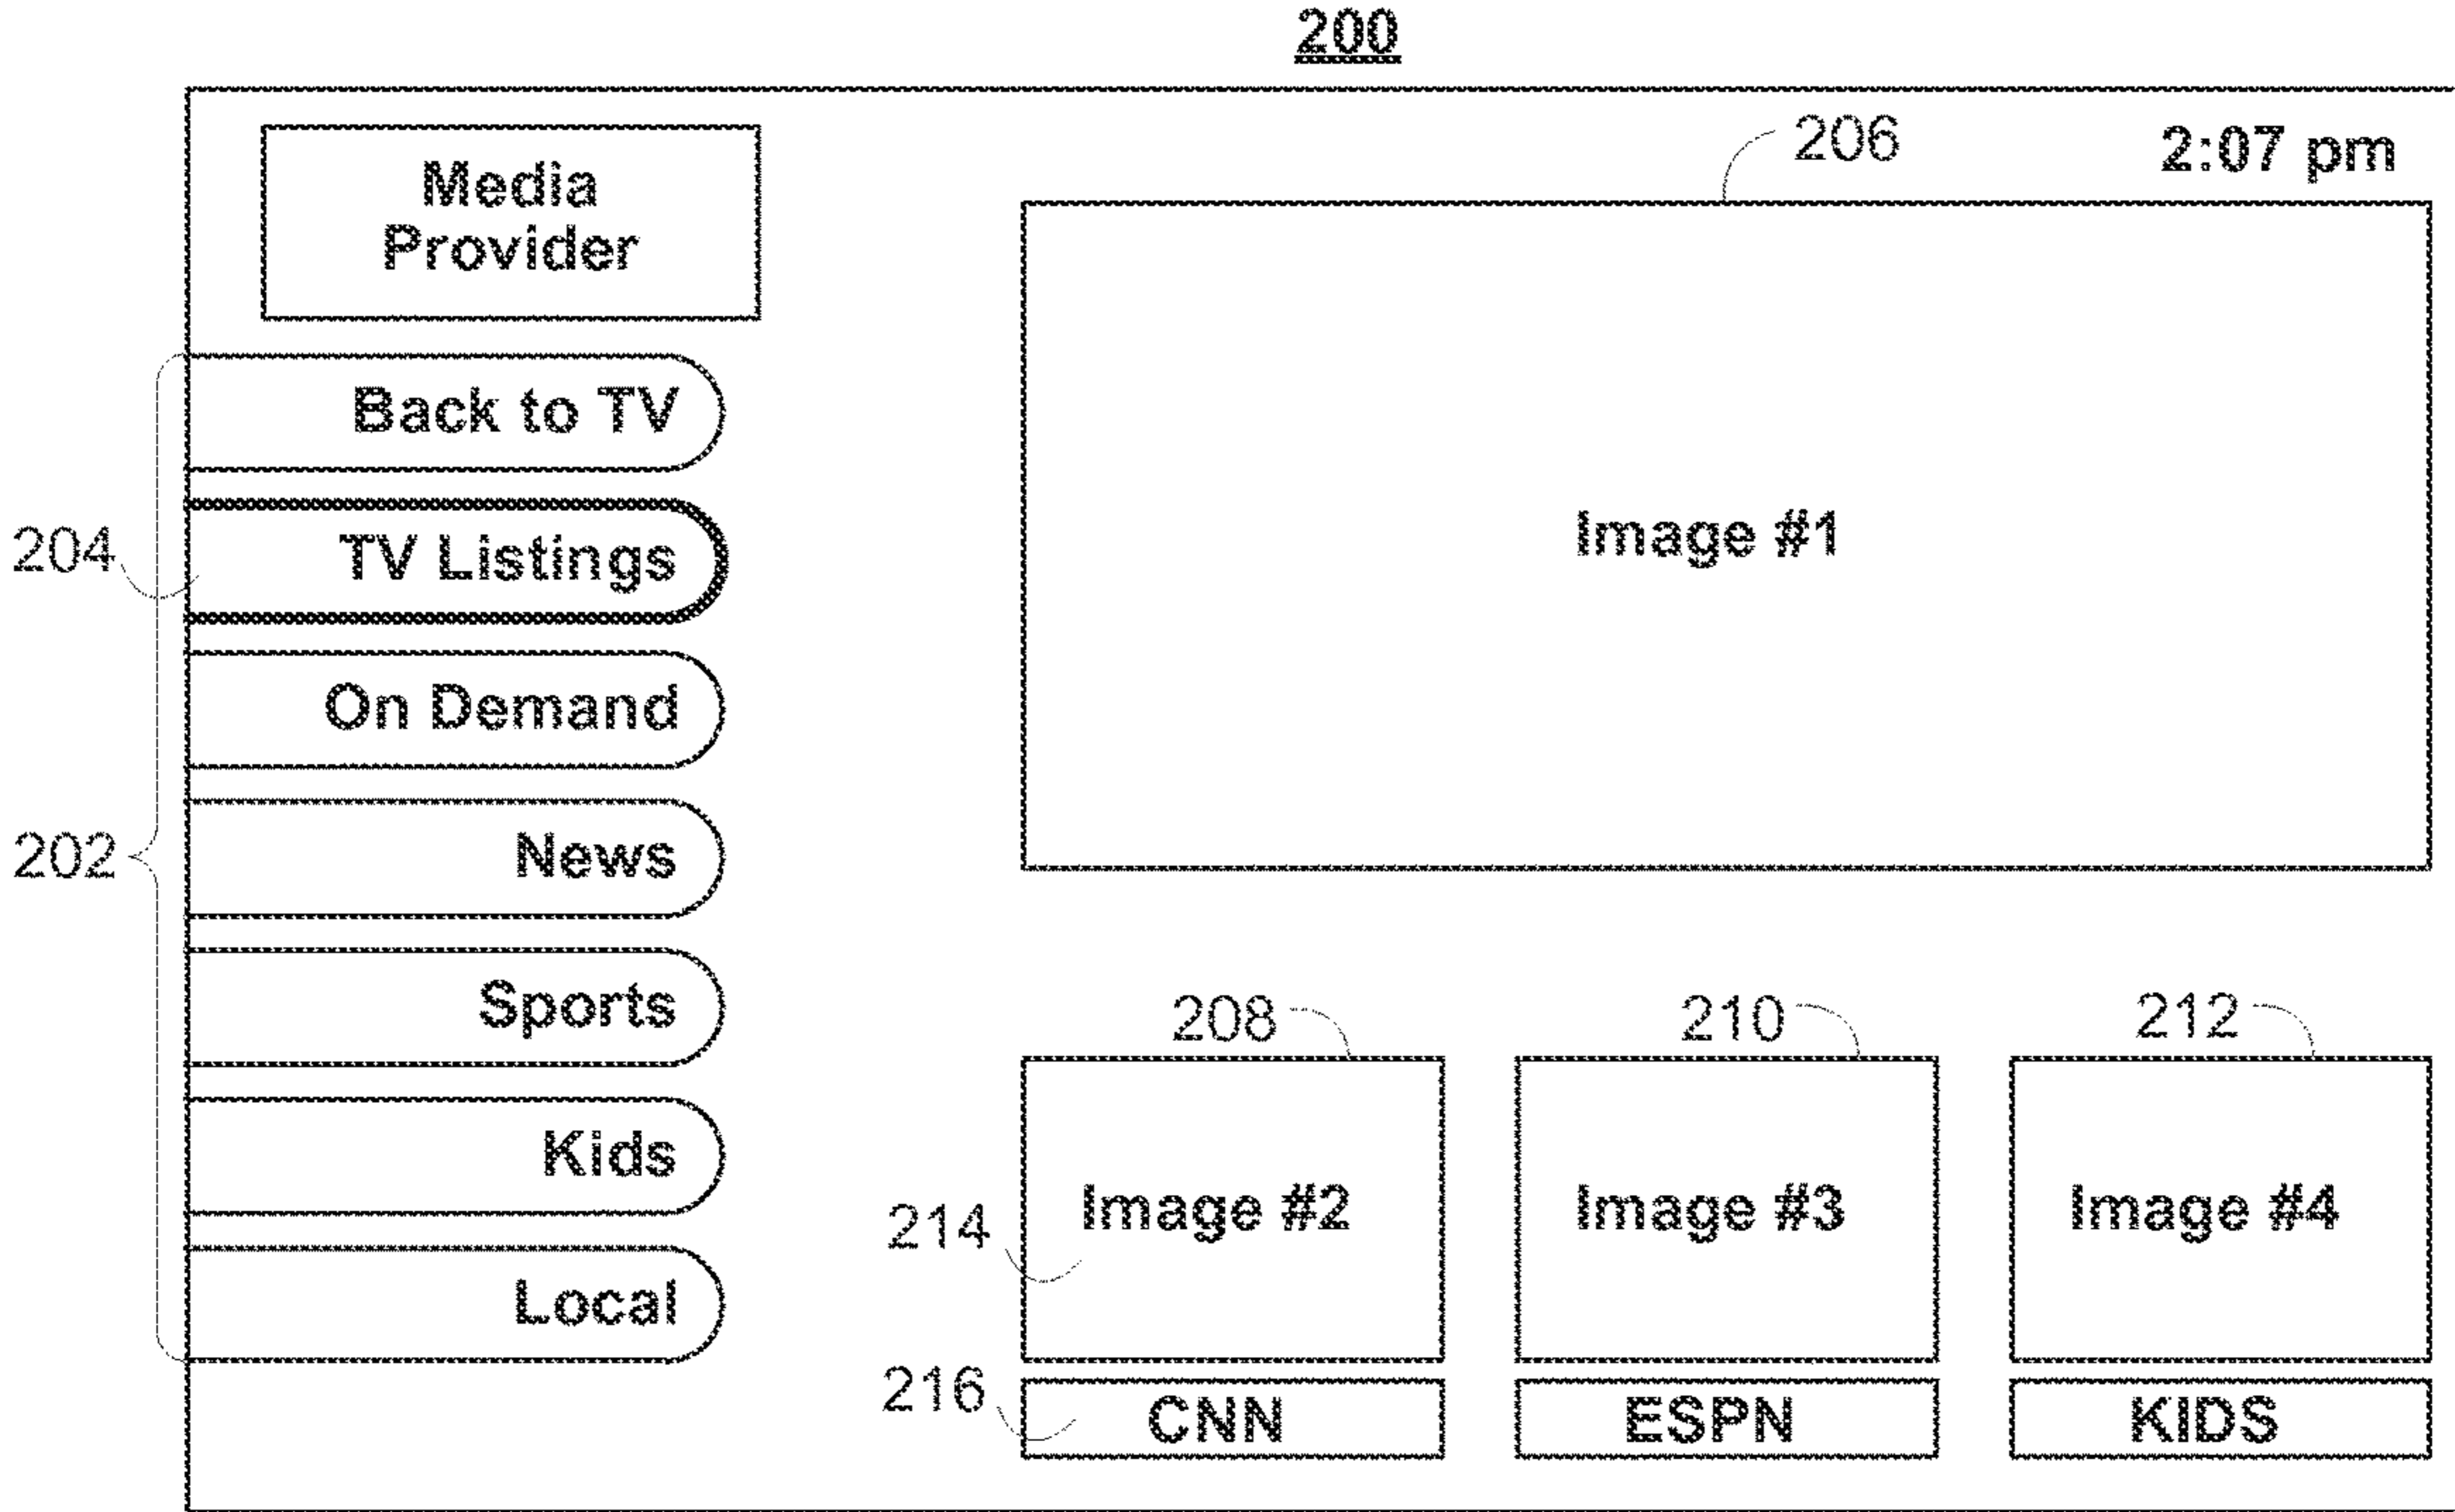 200
206
2:07 pm
Media
Provider
Back to TV
204
TV Listings
Image #1
On Demand
202
News
Sports
208
210
212
Kids
214
Image #2
Image #3
Image #4
Local
216
CNN
ESPN
KIDS